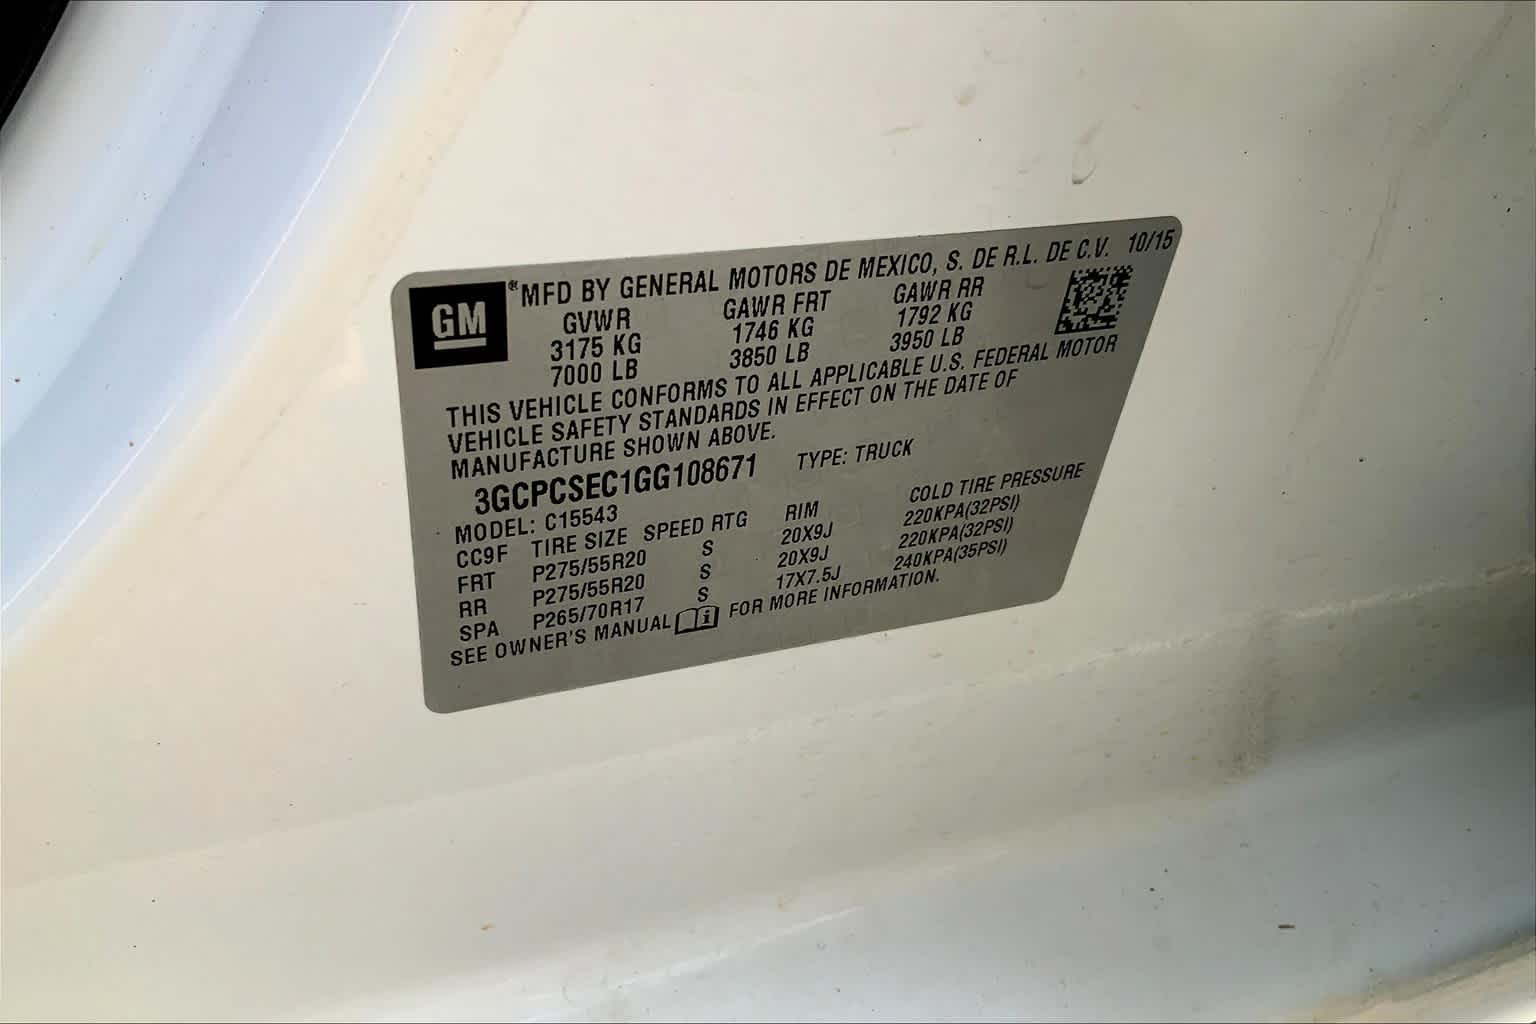 GM ®MFD BY GENERAL MOTORS DE MEXICO, S. DE R.L. DE C.V. 10/15
GVWR GAWR FRT GAWR RR
3175 KG 1746 KG 1792 KG
7000 LB 3850 LB 3950 LB
THIS VEHICLE CONFORMS TO ALL APPLICABLE U.S. FEDERAL MOTOR
VEHICLE SAFETY STANDARDS IN EFFECT ON THE DATE OF
MANUFACTURE SHOWN ABOVE.
3GCPCSEC1GG108671 TYPE: TRUCK
MODEL: C15543
CC9F TIRE SIZE SPEED RTG RIM COLD TIRE PRESSURE
FRT P275/55R20 S 20X9J 220KPA(32PSI)
RR P275/55R20 S 20X9J 220KPA(32PSI)
SPA P265/70R17 S 17X7.5J 240KPA(35PSI)
SEE OWNER'S MANUAL FOR MORE INFORMATION.